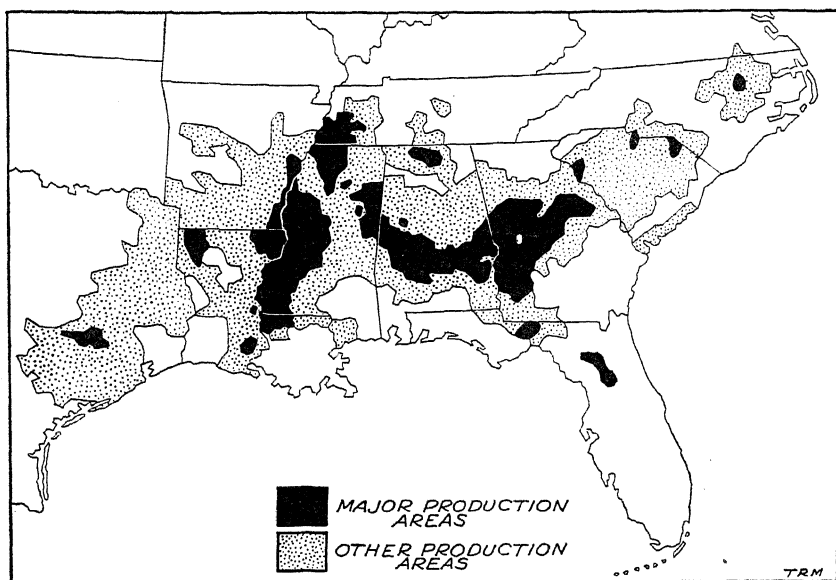 MAJOR PRODUCTION
AREAS
OTHER PRODUCTION
AREAS
TRM